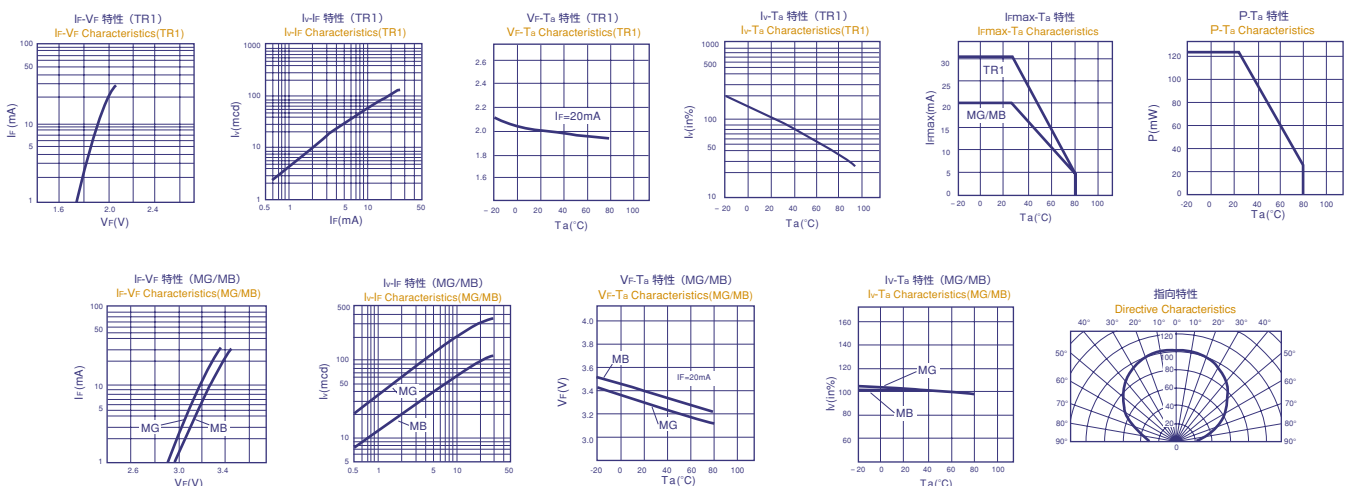 IF-VF 特性（TR1）
IF-VF Characteristics(TR1)
100
50
10
5
1
IF (mA)
1.6 2.0 2.4
VF(V)
IV-IF 特性（TR1）
IV-IF Characteristics(TR1)
1000
500
100
50
10
5
1
IV(mcd)
0.5 1 5 10 50
IF(mA)
VF-Ta 特性（TR1）
VF-Ta Characteristics(TR1)
2.6
2.4
2.2
2.0
1.8
1.6
IF=20mA
－20 0 20 40 60 80 100
Ta(°C)
IV-Ta 特性（TR1）
IV-Ta Characteristics(TR1)
1000
500
100
50
10
IV(in%)
－20 0 20 40 60 80 100
Ta(°C)
IFmax-Ta 特性
IFmax-Ta Characteristics
30
25
20
15
10
5
0
IFmax(mA)
TR1
MG/MB
－20 0 20 40 60 80 100
Ta(°C)
P-Ta 特性
P-Ta Characteristics
120
100
80
60
40
20
0
P(mW)
－20 0 20 40 60 80 100
Ta(°C)
IF-VF 特性（MG/MB）
IF-VF Characteristics(MG/MB)
100
50
10
5
1
IF(mA)
MG MB
2.6 3.0 3.4
VF(V)
IV-IF 特性（MG/MB）
IV-IF Characteristics(MG/MB)
500
100
50
10
5
IV(mcd)
MG
MB
0.5 1 5 10 50
IF(mA)
VF-Ta 特性（MG/MB）
VF-Ta Characteristics(MG/MB)
4.0
3.8
3.6
3.4
3.2
3.0
VF(V)
MB
IF=20mA
MG
－20 0 20 40 60 80 100
Ta(°C)
IV-Ta 特性（MG/MB）
IV-Ta Characteristics(MG/MB)
160
140
120
100
80
60
IV(in%)
MG
MB
－20 0 20 40 60 80 100
Ta(°C)
指向特性
Directive Characteristics
40° 30° 20° 10° 0° 10° 20° 30° 40°
120
100
80
60
40
20
0
50° 50°
60° 60°
70° 70°
80° 80°
90° 90°